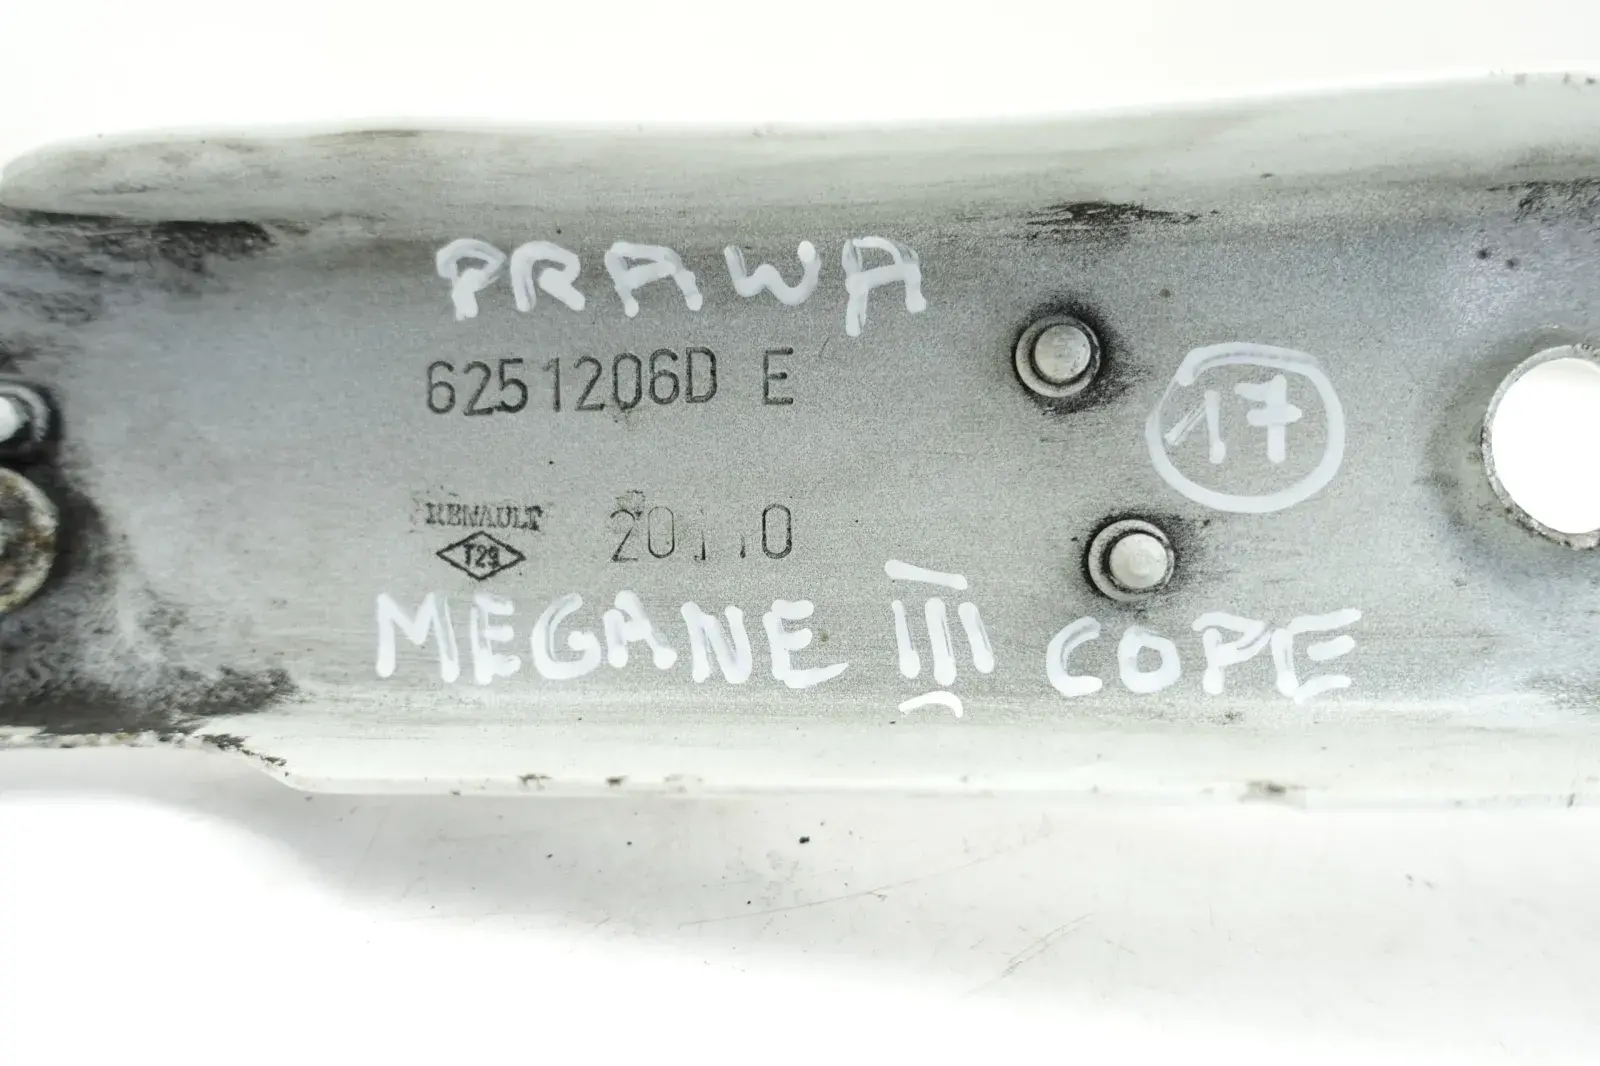 PRAWA
6251206D E
17
RENAULT
T29
MEGANE III COPE